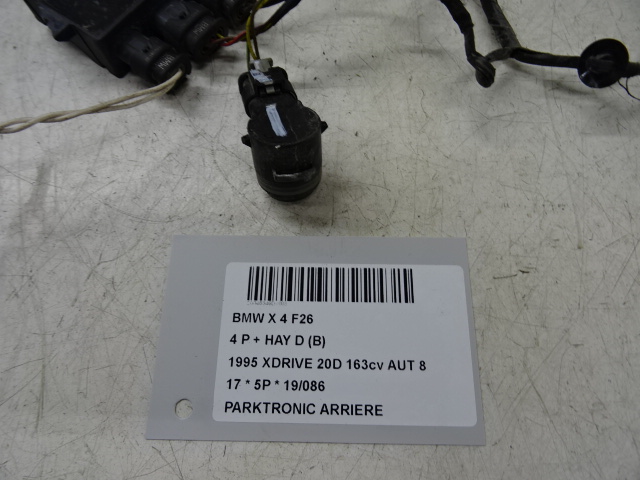 BMW X 4 F26
4 P + HAY D (B)
1995 XDRIVE 20D 163cv AUT 8
17 * 5P * 19/086
PARKTRONIC ARRIERE